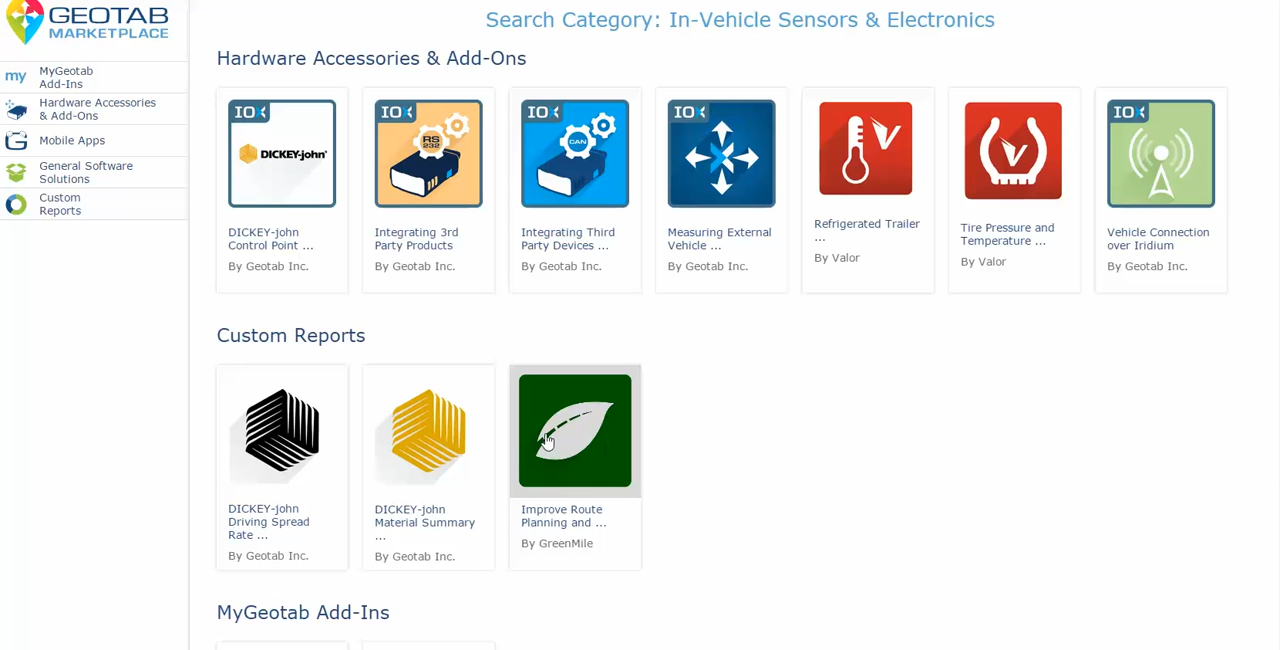 GEOTAB
MARKETPLACE
my
MyGeotab
Add-Ins
Hardware Accessories
& Add-Ons
Mobile Apps
General Software
Solutions
Custom
Reports
Search Category: In-Vehicle Sensors & Electronics
Hardware Accessories & Add-Ons
IOX
DICKEY-john®
DICKEY-john
Control Point ...
By Geotab Inc.
IOX
RS
232
Integrating 3rd
Party Products
By Geotab Inc.
IOX
CAN
Integrating Third
Party Devices ...
By Geotab Inc.
IOX
Measuring External
Vehicle ...
By Geotab Inc.
Refrigerated Trailer
...
By Valor
Tire Pressure and
Temperature ...
By Valor
IOX
Vehicle Connection
over Iridium
By Geotab Inc.
Custom Reports
DICKEY-john
Driving Spread
Rate ...
By Geotab Inc.
DICKEY-john
Material Summary
...
By Geotab Inc.
Improve Route
Planning and ...
By GreenMile
MyGeotab Add-Ins